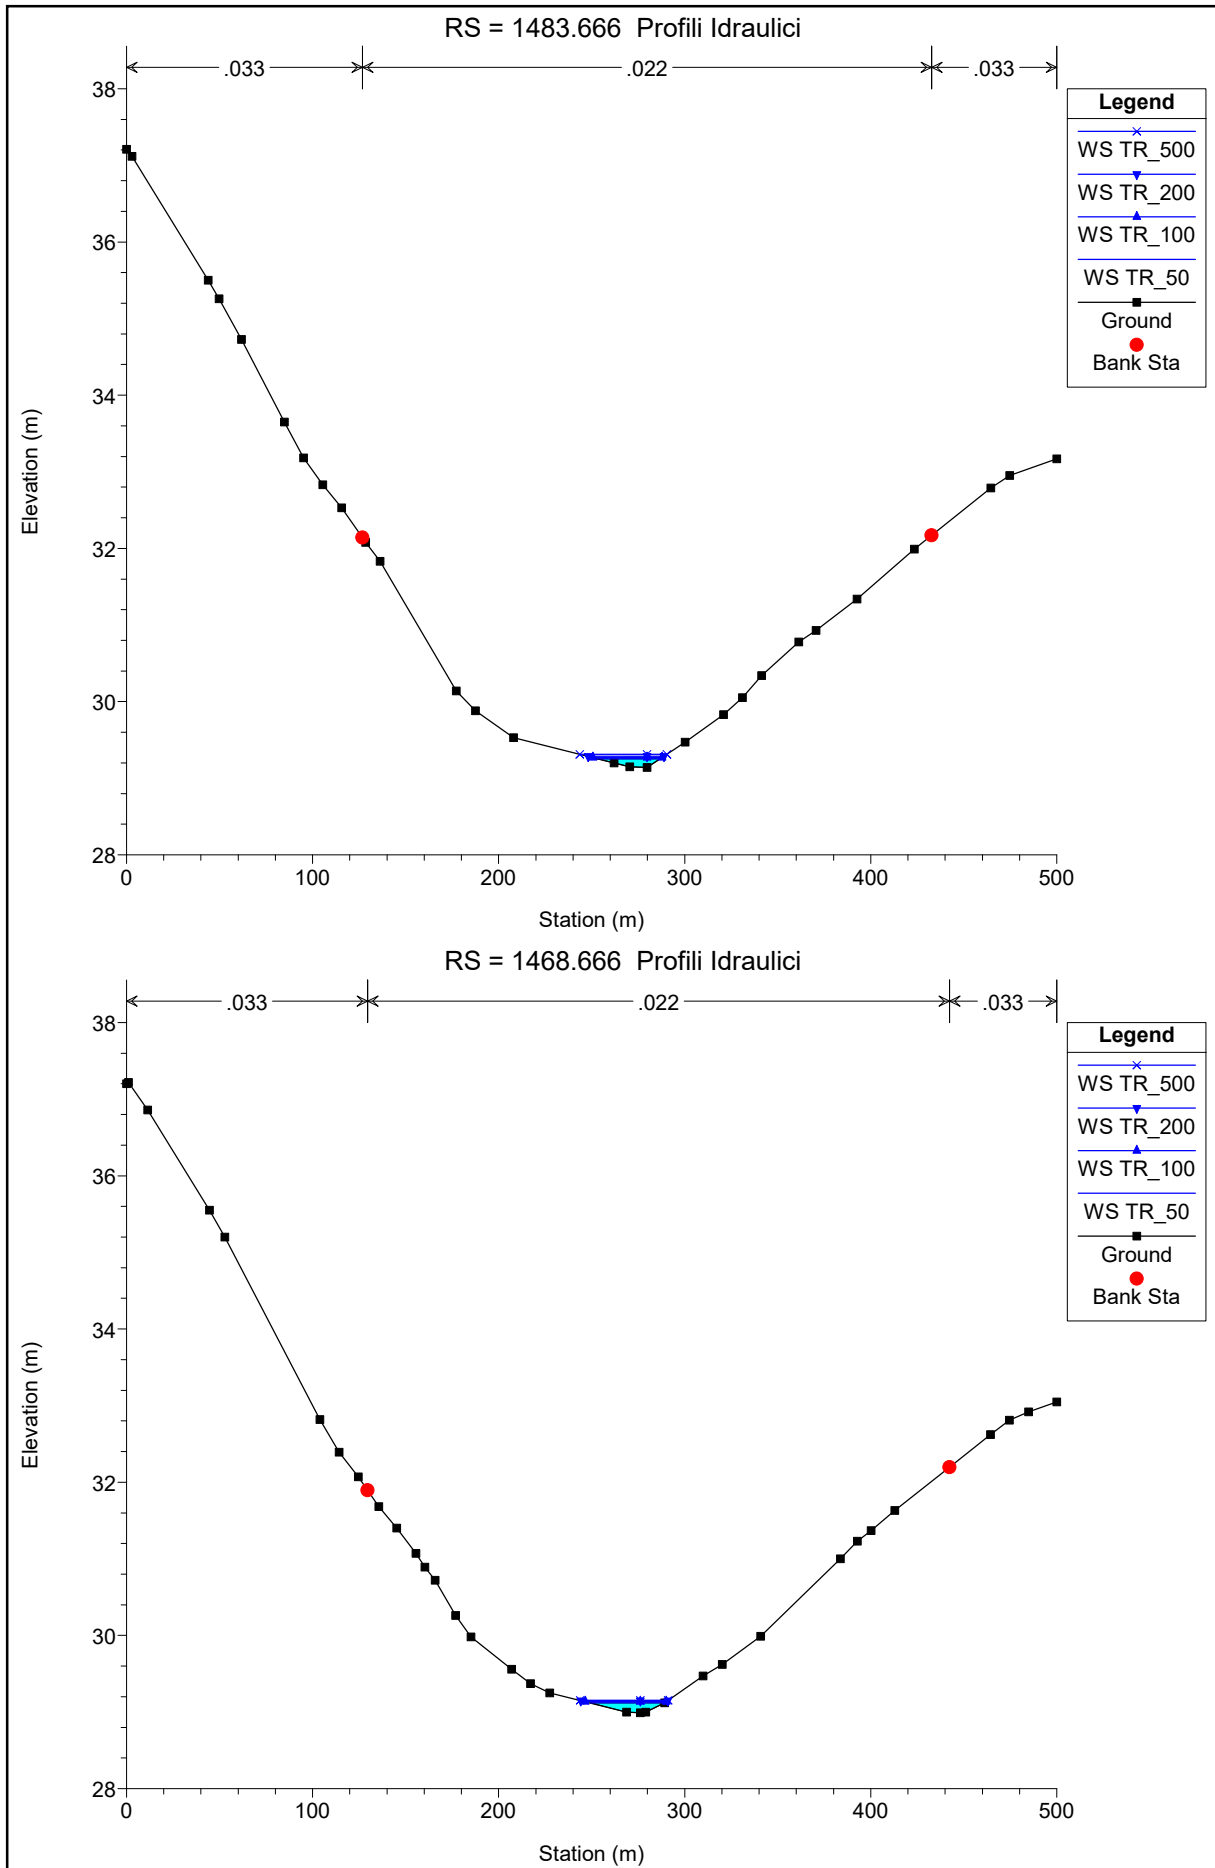 RS = 1483.666  Profili Idraulici
.033 .022 .033
38
36
34
32
30
28
Elevation (m)
0 100 200 300 400 500
Station (m)
Legend
WS TR_500
WS TR_200
WS TR_100
WS TR_50
Ground
Bank Sta
RS = 1468.666  Profili Idraulici
.033 .022 .033
38
36
34
32
30
28
Elevation (m)
0 100 200 300 400 500
Station (m)
Legend
WS TR_500
WS TR_200
WS TR_100
WS TR_50
Ground
Bank Sta